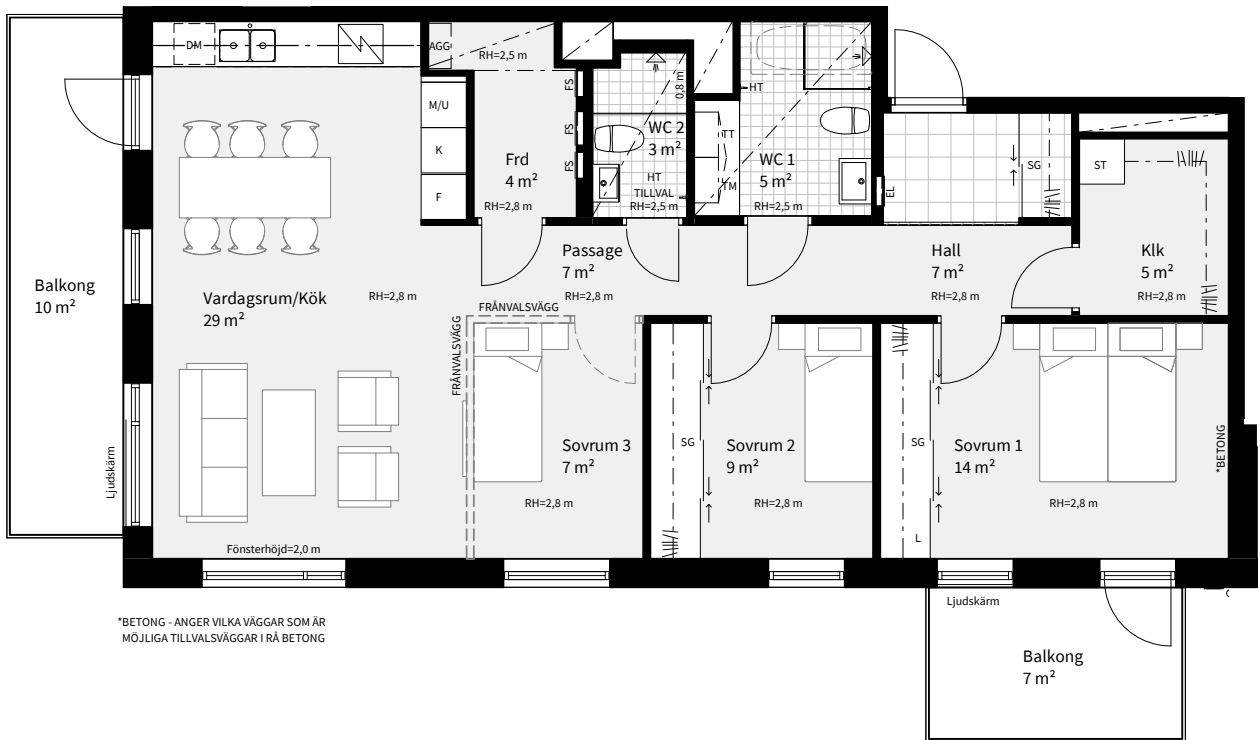 DM
AGG
RH=2,5 m
FS
FS
FS
0,8 m
HT
M/U
K
F
Frd
4 m²
RH=2,8 m
WC 2
3 m²
HT
TILLVAL
RH=2,5 m
TT
TM
WC 1
5 m²
RH=2,5 m
EL
SG
ST
Balkong
10 m²
Vardagsrum/Kök
29 m²
RH=2,8 m
Passage
7 m²
RH=2,8 m
Hall
7 m²
RH=2,8 m
Klk
5 m²
RH=2,8 m
FRÅNVALSVÄGG
FRÅNVALSVÄGG
Ljudskärm
Sovrum 3
7 m²
RH=2,8 m
SG
Sovrum 2
9 m²
RH=2,8 m
SG
L
Sovrum 1
14 m²
RH=2,8 m
*BETONG
Fönsterhöjd=2,0 m
Ljudskärm
*BETONG - ANGER VILKA VÄGGAR SOM ÄR
MÖJLIGA TILLVALSVÄGGAR I RÅ BETONG
Balkong
7 m²